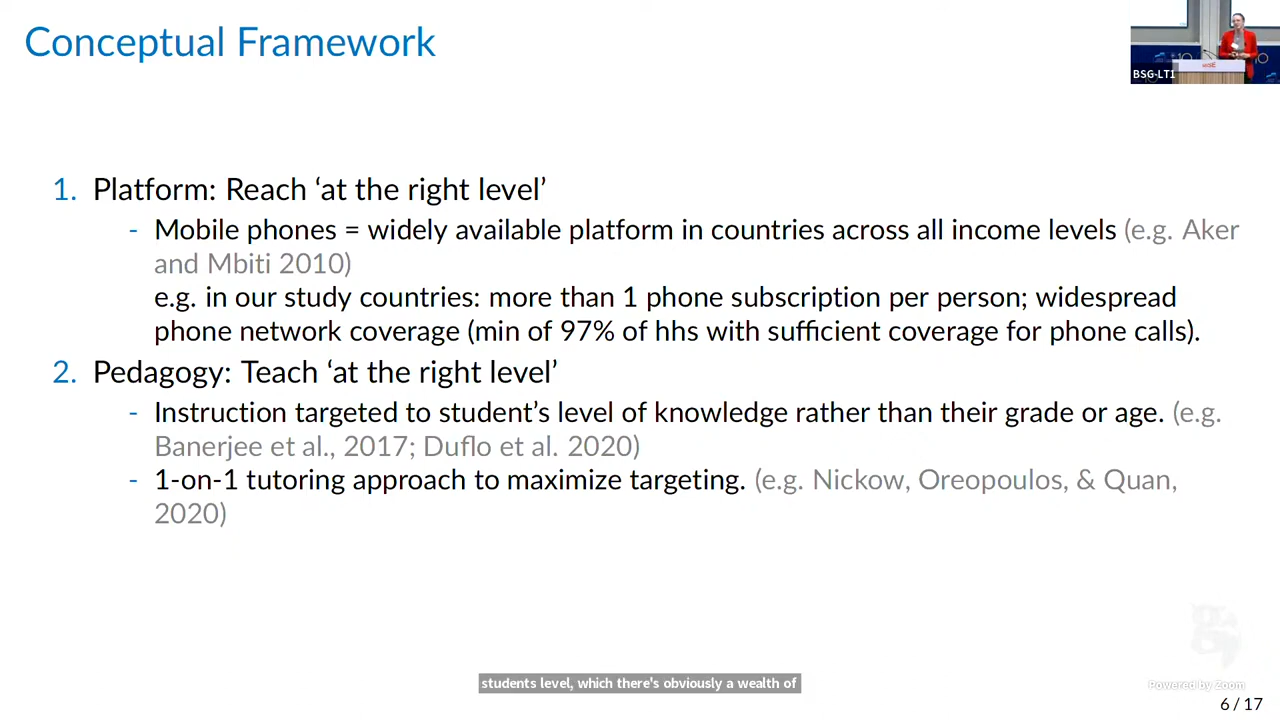 Conceptual Framework
BSG-LT1
1. Platform: Reach ‘at the right level’
- Mobile phones = widely available platform in countries across all income levels (e.g. Aker
and Mbiti 2010)
e.g. in our study countries: more than 1 phone subscription per person; widespread
phone network coverage (min of 97% of hhs with sufficient coverage for phone calls).
2. Pedagogy: Teach ‘at the right level’
- Instruction targeted to student’s level of knowledge rather than their grade or age. (e.g.
Banerjee et al., 2017; Duflo et al. 2020)
- 1-on-1 tutoring approach to maximize targeting. (e.g. Nickow, Oreopoulos, & Quan,
2020)
students level, which there's obviously a wealth of
Powered by Zoom
6 / 17